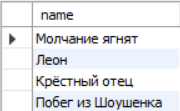 name
Молчание ягнят
Леон
Крёстный отец
Побег из Шоушенка